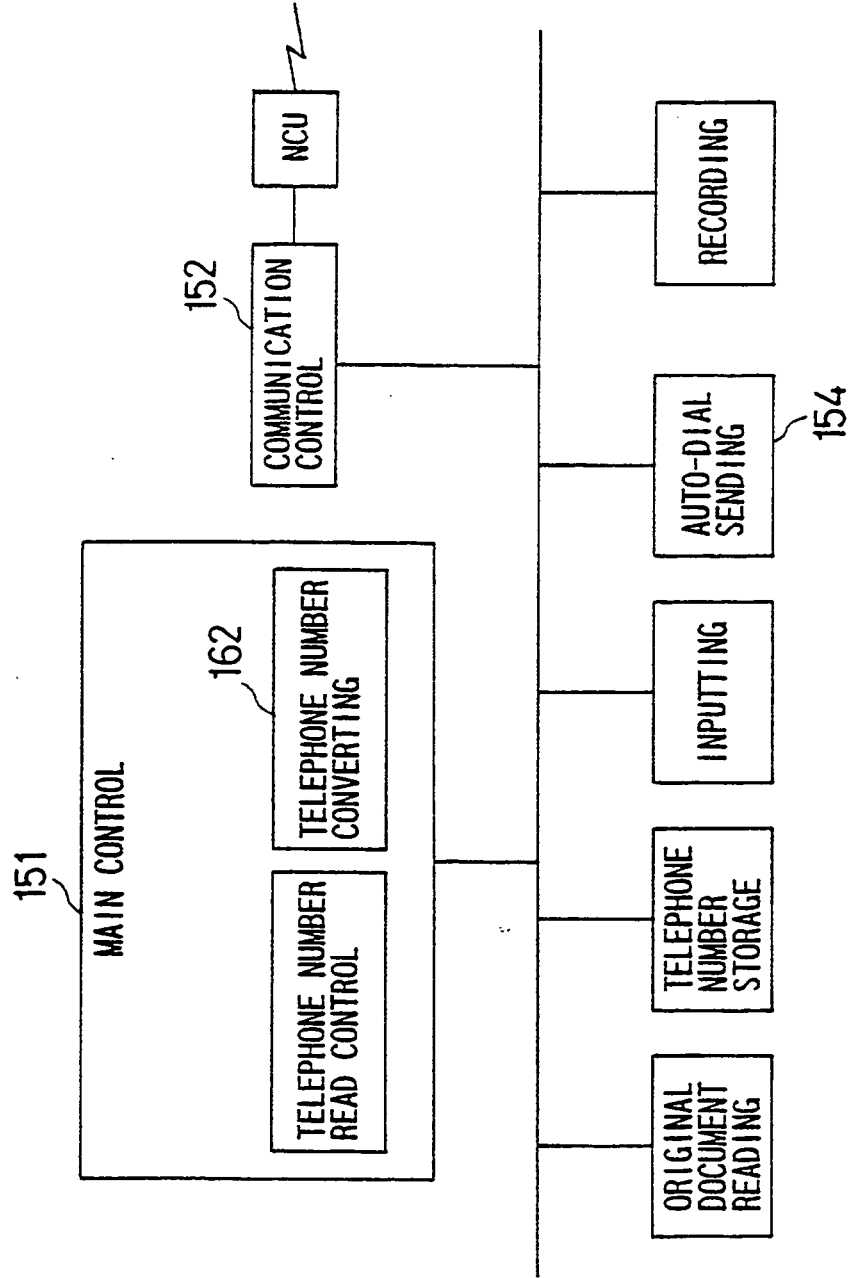 151
MAIN CONTROL
TELEPHONE NUMBER
READ CONTROL
162
TELEPHONE NUMBER
CONVERTING
152
COMMUNICATION
CONTROL
NCU
ORIGINAL
DOCUMENT
READING
TELEPHONE
NUMBER
STORAGE
INPUTTING
AUTO-DIAL
SENDING
154
RECORDING